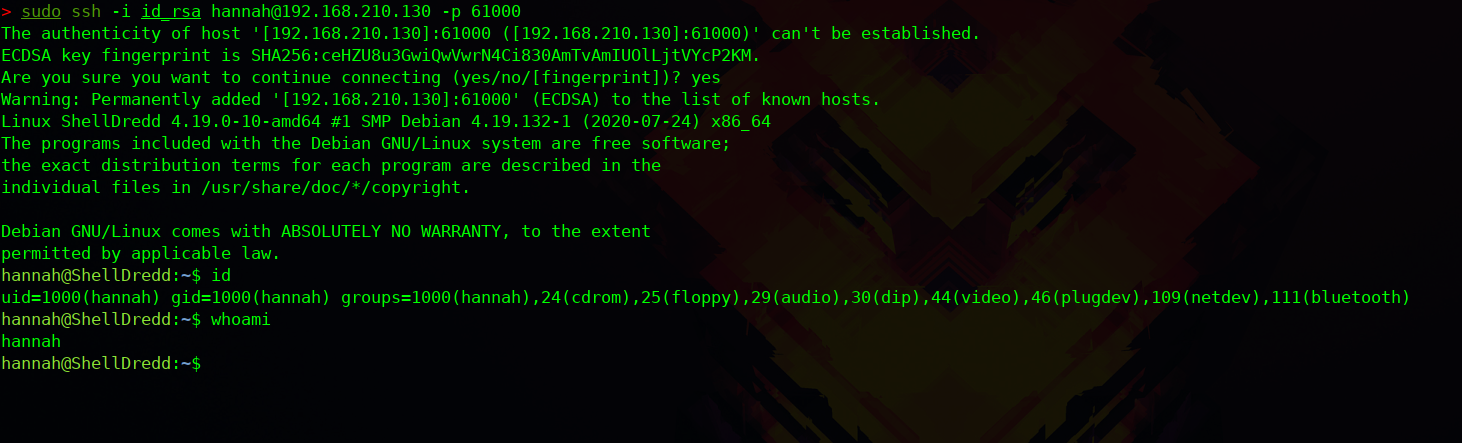 > sudo ssh -i id_rsa hannah@192.168.210.130 -p 61000
The authenticity of host '[192.168.210.130]:61000 ([192.168.210.130]:61000)' can't be established.
ECDSA key fingerprint is SHA256:ceHZU8u3GwiQwVwrN4Ci830AmTvAmIUOlLjtVYcP2KM.
Are you sure you want to continue connecting (yes/no/[fingerprint])? yes
Warning: Permanently added '[192.168.210.130]:61000' (ECDSA) to the list of known hosts.
Linux ShellDredd 4.19.0-10-amd64 #1 SMP Debian 4.19.132-1 (2020-07-24) x86_64
The programs included with the Debian GNU/Linux system are free software;
the exact distribution terms for each program are described in the
individual files in /usr/share/doc/*/copyright.

Debian GNU/Linux comes with ABSOLUTELY NO WARRANTY, to the extent
permitted by applicable law.
hannah@ShellDredd:~$ id
uid=1000(hannah) gid=1000(hannah) groups=1000(hannah),24(cdrom),25(floppy),29(audio),30(dip),44(video),46(plugdev),109(netdev),111(bluetooth)
hannah@ShellDredd:~$ whoami
hannah
hannah@ShellDredd:~$